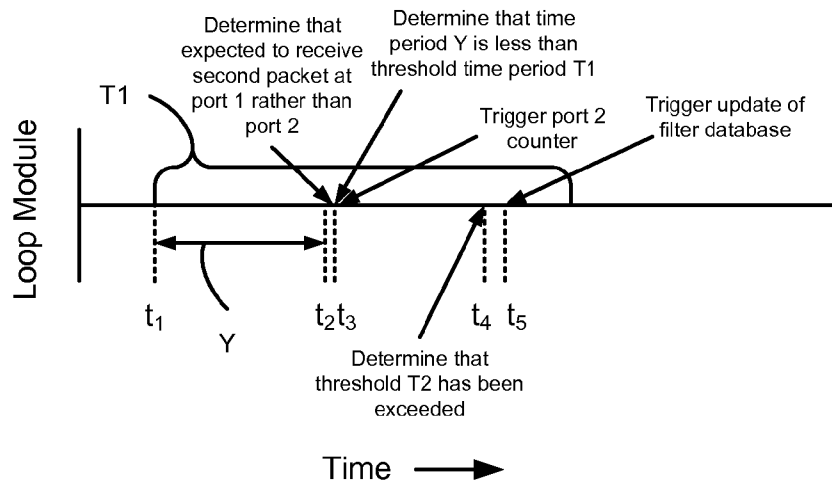 Determine that
expected to receive
second packet at
port 1 rather than
port 2
Determine that time
period Y is less than
threshold time period T1
T1
Trigger port 2
counter
Trigger update of
filter database
Loop Module
t1
Y
t2
t3
t4
t5
Determine that
threshold T2 has been
exceeded
Time